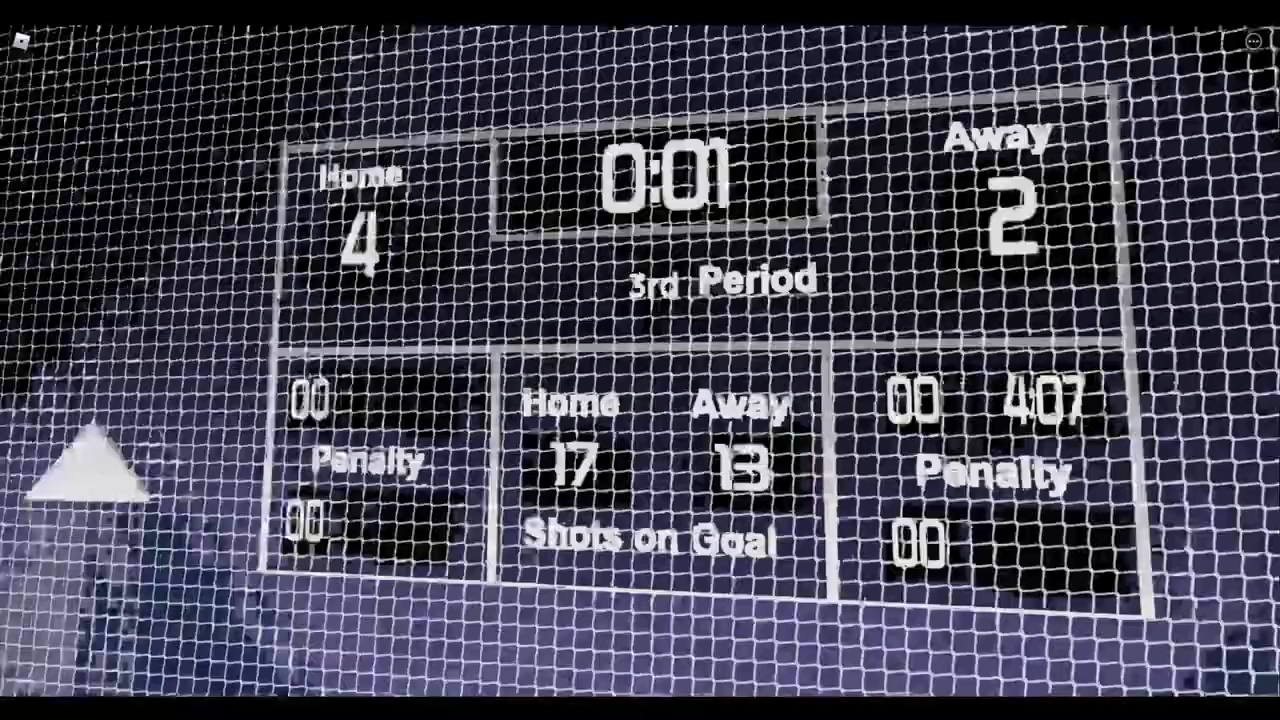 Home
0:01
Away
4
2
3rd Period
00
Home
Away
00
4:07
Penalty
17
13
Penalty
00
Shots on Goal
00